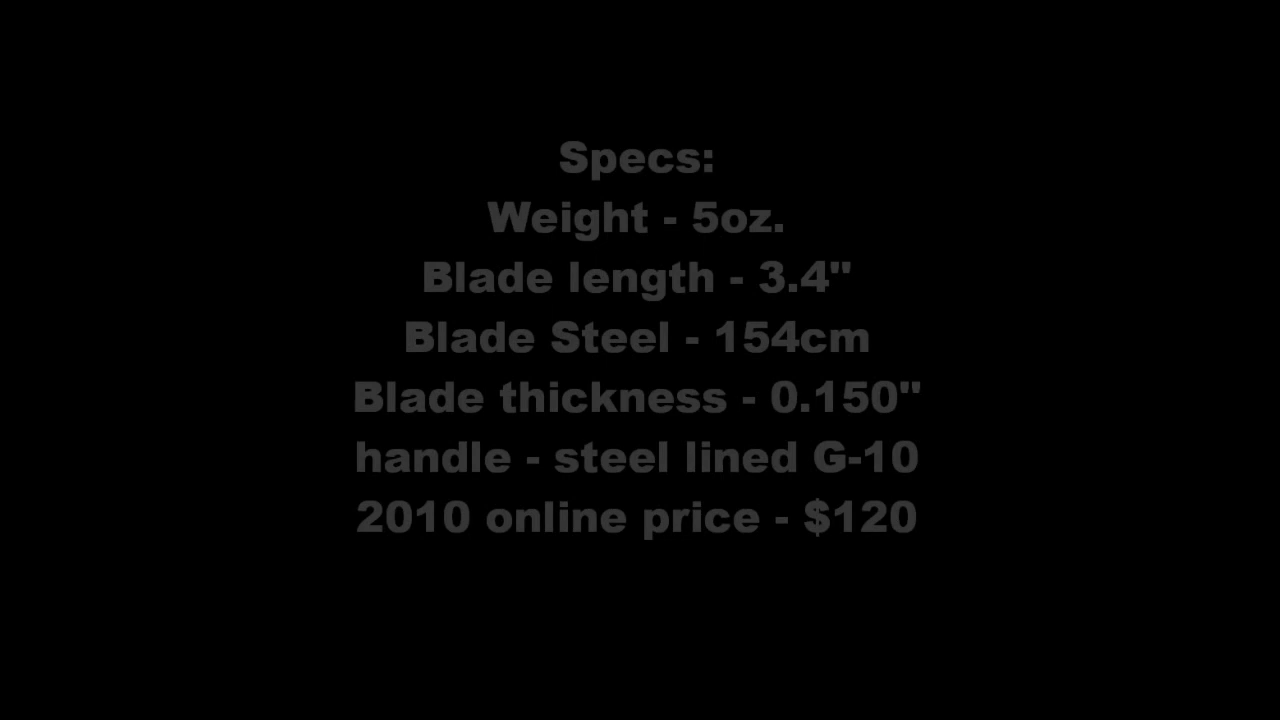 Specs:
Weight - 5oz.
Blade length - 3.4"
Blade Steel - 154cm
Blade thickness - 0.150"
handle - steel lined G-10
2010 online price - $120